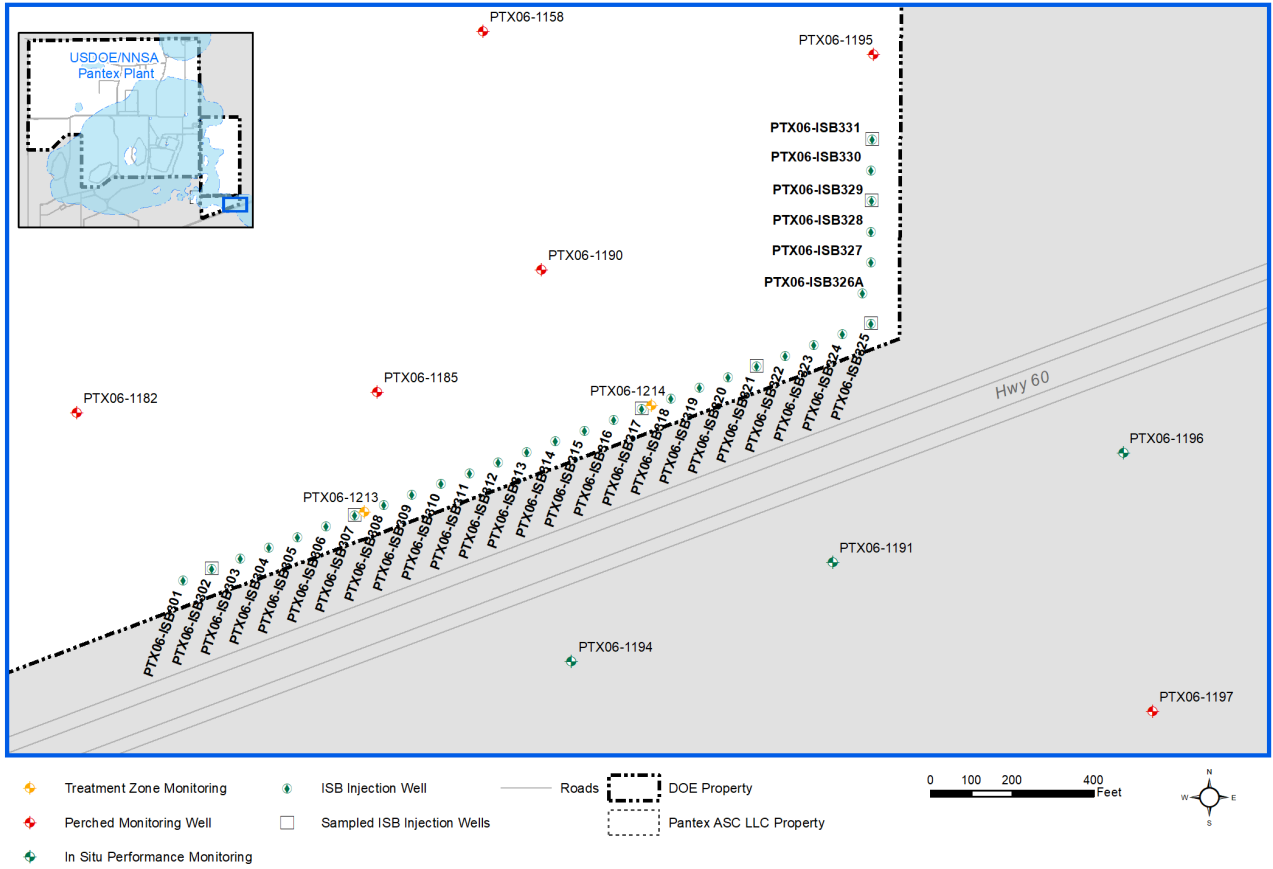 PTX06-1158
PTX06-1195
USDOE/NNSA
Pantex Plant
PTX06-ISB331
PTX06-ISB330
PTX06-ISB329
PTX06-ISB328
PTX06-ISB327
PTX06-ISB326A
PTX06-1190
PTX06-1185
PTX06-1182
PTX06-1214
PTX06-1213
PTX06-ISB301
PTX06-ISB302
PTX06-ISB303
PTX06-ISB304
PTX06-ISB305
PTX06-ISB306
PTX06-ISB307
PTX06-ISB308
PTX06-ISB309
PTX06-ISB310
PTX06-ISB311
PTX06-ISB312
PTX06-ISB313
PTX06-ISB314
PTX06-ISB315
PTX06-ISB316
PTX06-ISB317
PTX06-ISB318
PTX06-ISB319
PTX06-ISB320
PTX06-ISB321
PTX06-ISB322
PTX06-ISB323
PTX06-ISB324
PTX06-ISB325
Hwy 60
PTX06-1196
PTX06-1191
PTX06-1194
PTX06-1197
Treatment Zone Monitoring
Perched Monitoring Well
In Situ Performance Monitoring
ISB Injection Well
Sampled ISB Injection Wells
Roads
DOE Property
Pantex ASC LLC Property
0 100 200 400
Feet
N
W E
S